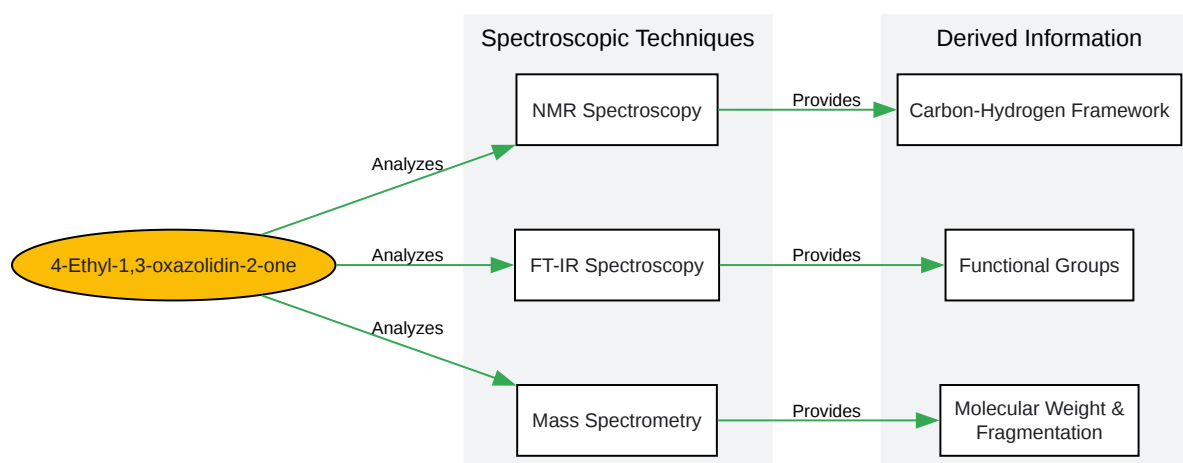 Spectroscopic Techniques
Derived Information
NMR Spectroscopy
Provides
Carbon-Hydrogen Framework
Analyzes
4-Ethyl-1,3-oxazolidin-2-one
Analyzes
FT-IR Spectroscopy
Provides
Functional Groups
Analyzes
Mass Spectrometry
Provides
Molecular Weight &
Fragmentation